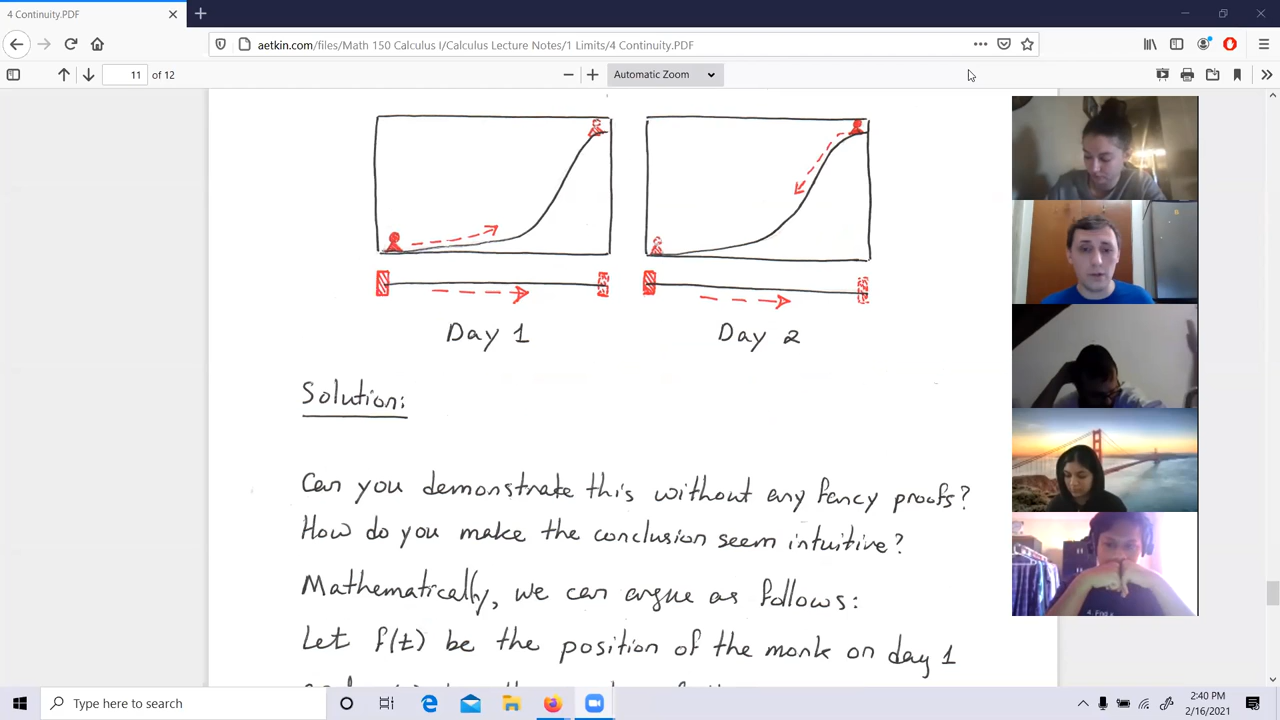 4 Continuity.PDF
aetkin.com/files/Math 150 Calculus I/Calculus Lecture Notes/1 Limits/4 Continuity.PDF
11 of 12
Automatic Zoom
Day 1
Day 2
Solution:
Can you demonstrate this without any fancy proofs?
How do you make the conclusion seem intuitive?
Mathematically, we can argue as follows:
Let f(t) be the position of the monk on day 1
Type here to search
2:40 PM
2/16/2021